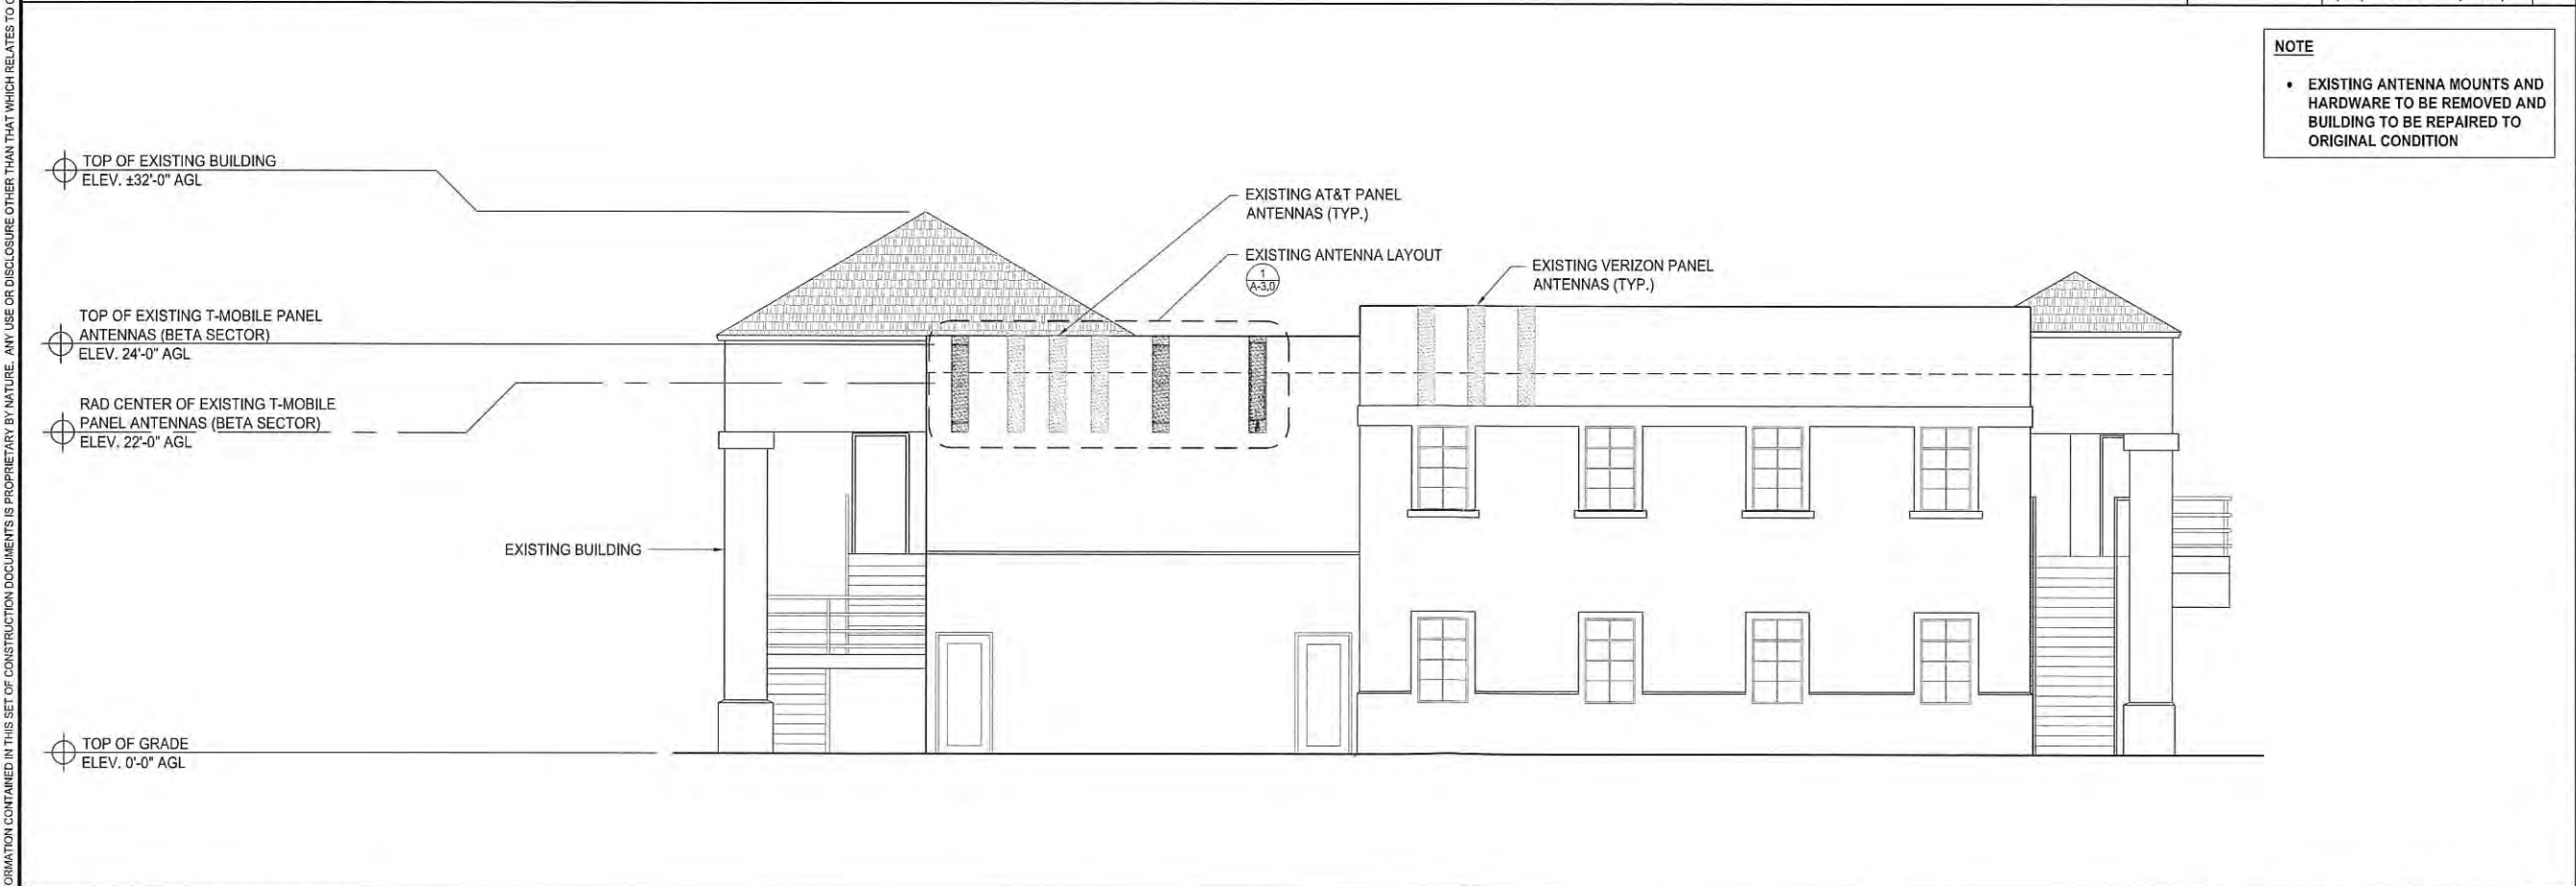 NOTE
• EXISTING ANTENNA MOUNTS AND
HARDWARE TO BE REMOVED AND
BUILDING TO BE REPAIRED TO
ORIGINAL CONDITION
TOP OF EXISTING BUILDING
ELEV. ±32'-0" AGL
EXISTING AT&T PANEL
ANTENNAS (TYP.)
EXISTING ANTENNA LAYOUT
1
A-3.0
EXISTING VERIZON PANEL
ANTENNAS (TYP.)
TOP OF EXISTING T-MOBILE PANEL
ANTENNAS (BETA SECTOR)
ELEV. 24'-0" AGL
RAD CENTER OF EXISTING T-MOBILE
PANEL ANTENNAS (BETA SECTOR)
ELEV. 22'-0" AGL
EXISTING BUILDING
TOP OF GRADE
ELEV. 0'-0" AGL
CONTAINED IN THIS SET OF CONSTRUCTION DOCUMENTS IS PROPRIETARY BY NATURE. ANY USE OR DISCLOSURE OTHER THAN THAT WHICH RELATES TO